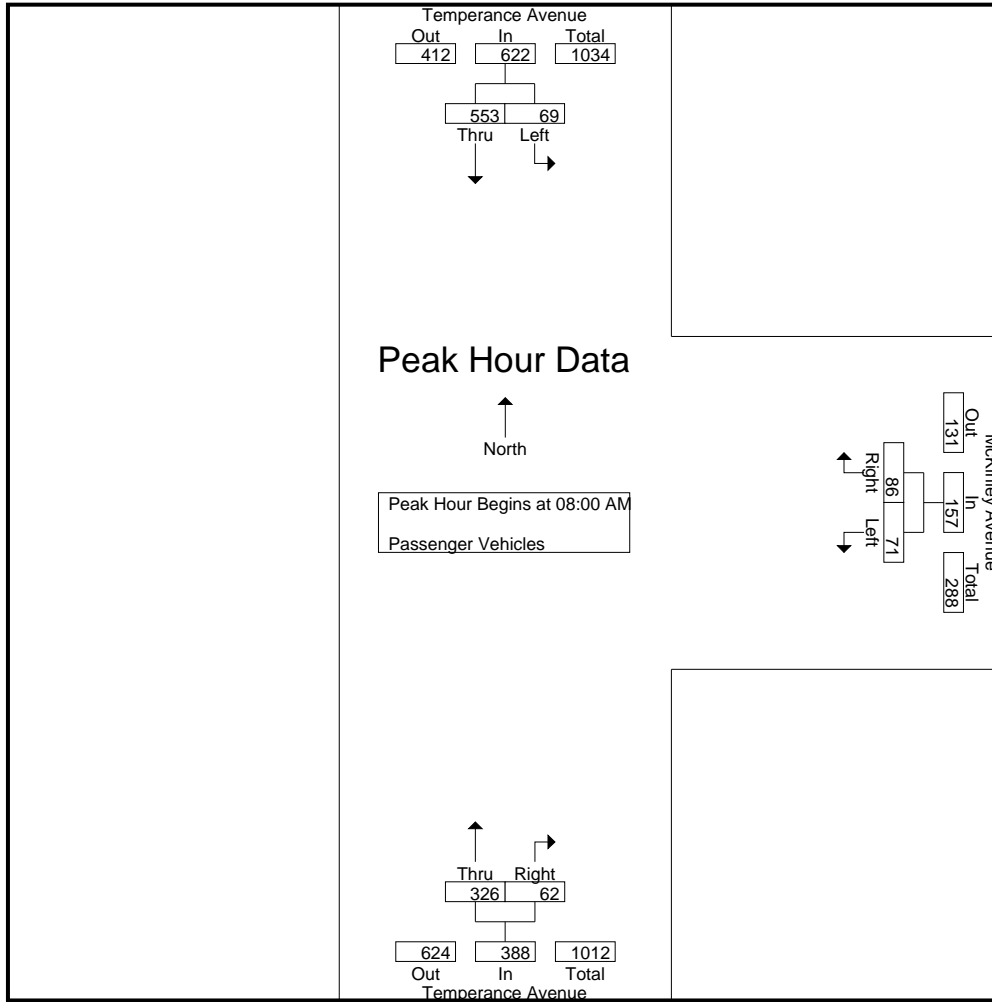 Temperance Avenue
Out In Total
412 622 1034
553 69
Thru Left
Peak Hour Data
North
Peak Hour Begins at 08:00 AM
Passenger Vehicles
McKinley Avenue
Out In Total
131 157 288
Right Left
86 71
Thru Right
326 62
624 388 1012
Out In Total
Temperance Avenue